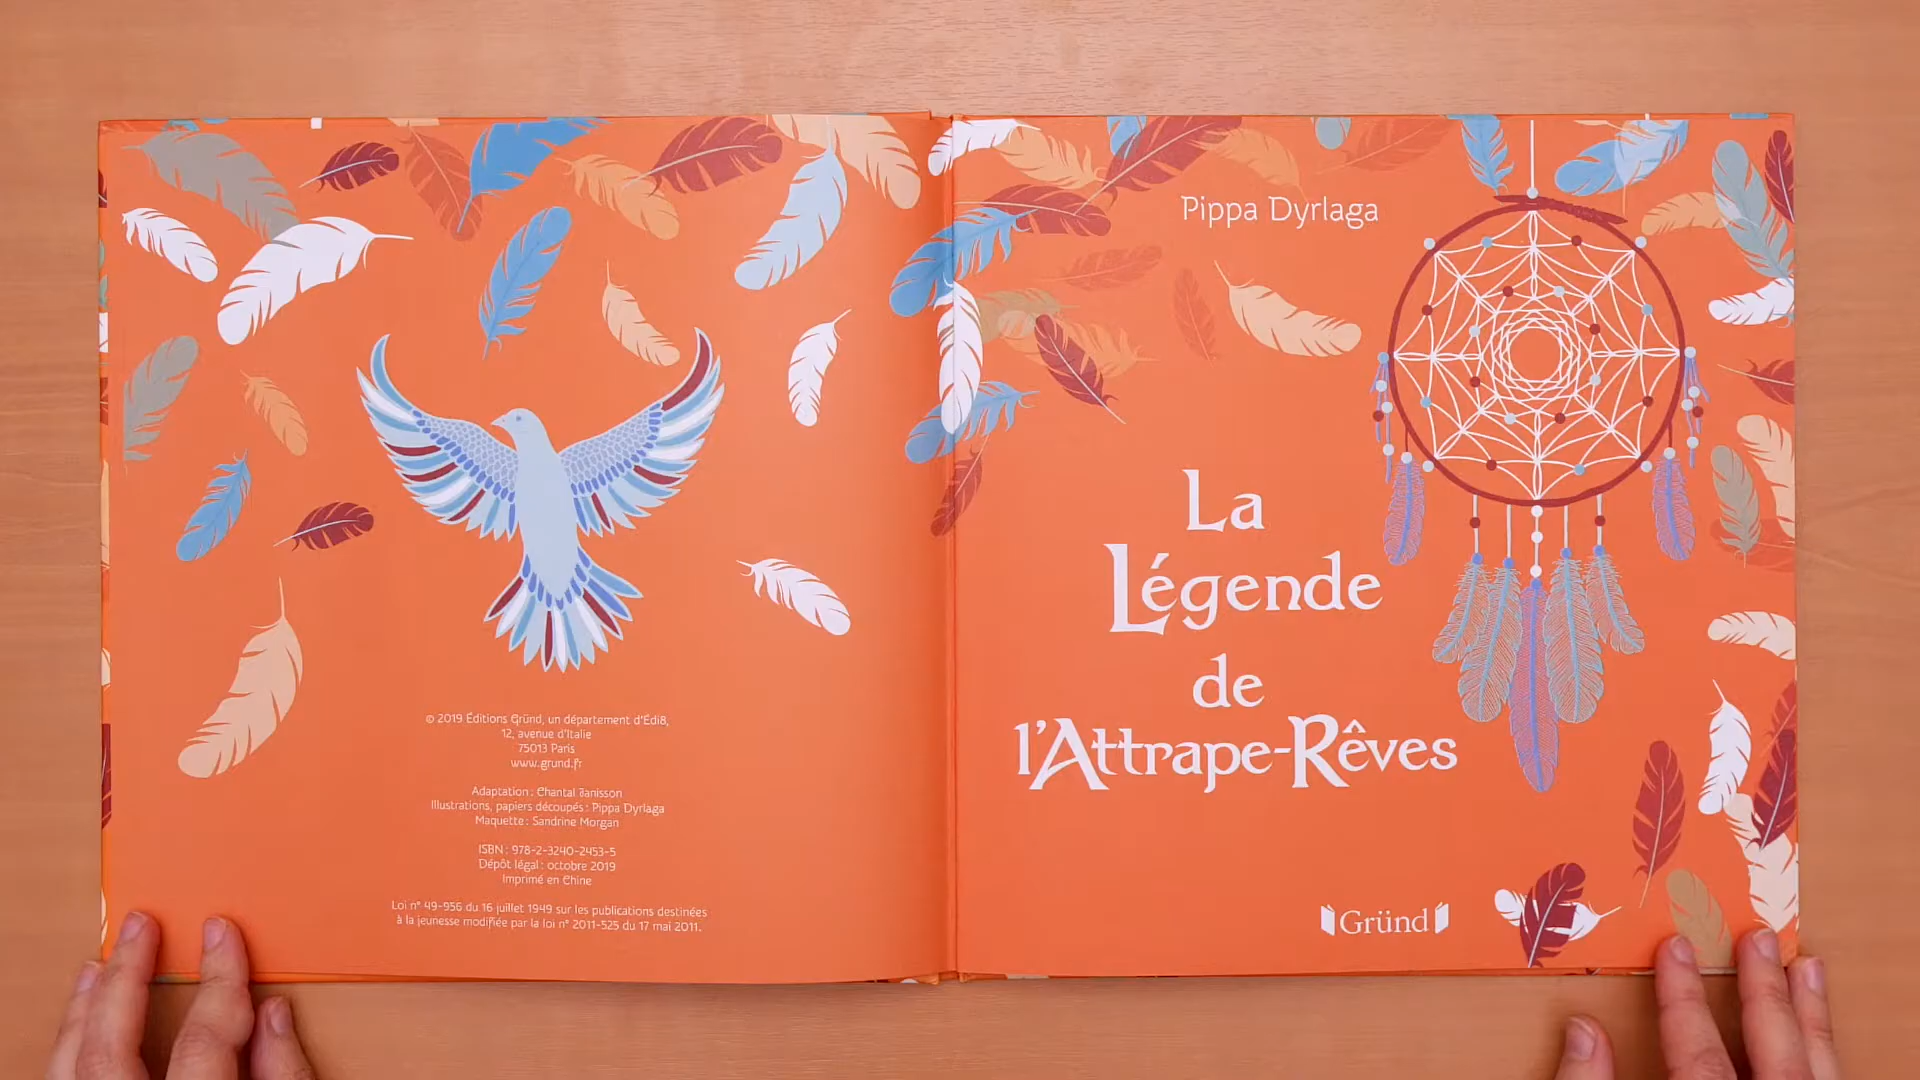 © 2019 Éditions Gründ, un département d'Édi8,
12, avenue d'Italie
75013 Paris
www.grund.fr
Adaptation : Chantal Janisson
Illustrations, papiers découpés : Pippa Dyrlaga
Maquette : Sandrine Morgan
ISBN : 978-2-3240-2453-5
Dépôt légal : octobre 2019
Imprimé en Chine
Loi n° 49-956 du 16 juillet 1949 sur les publications destinées
à la jeunesse modifiée par la loi n° 2011-525 du 17 mai 2011.
Pippa Dyrlaga
La
Légende
de
l'Attrape-Rêves
Gründ